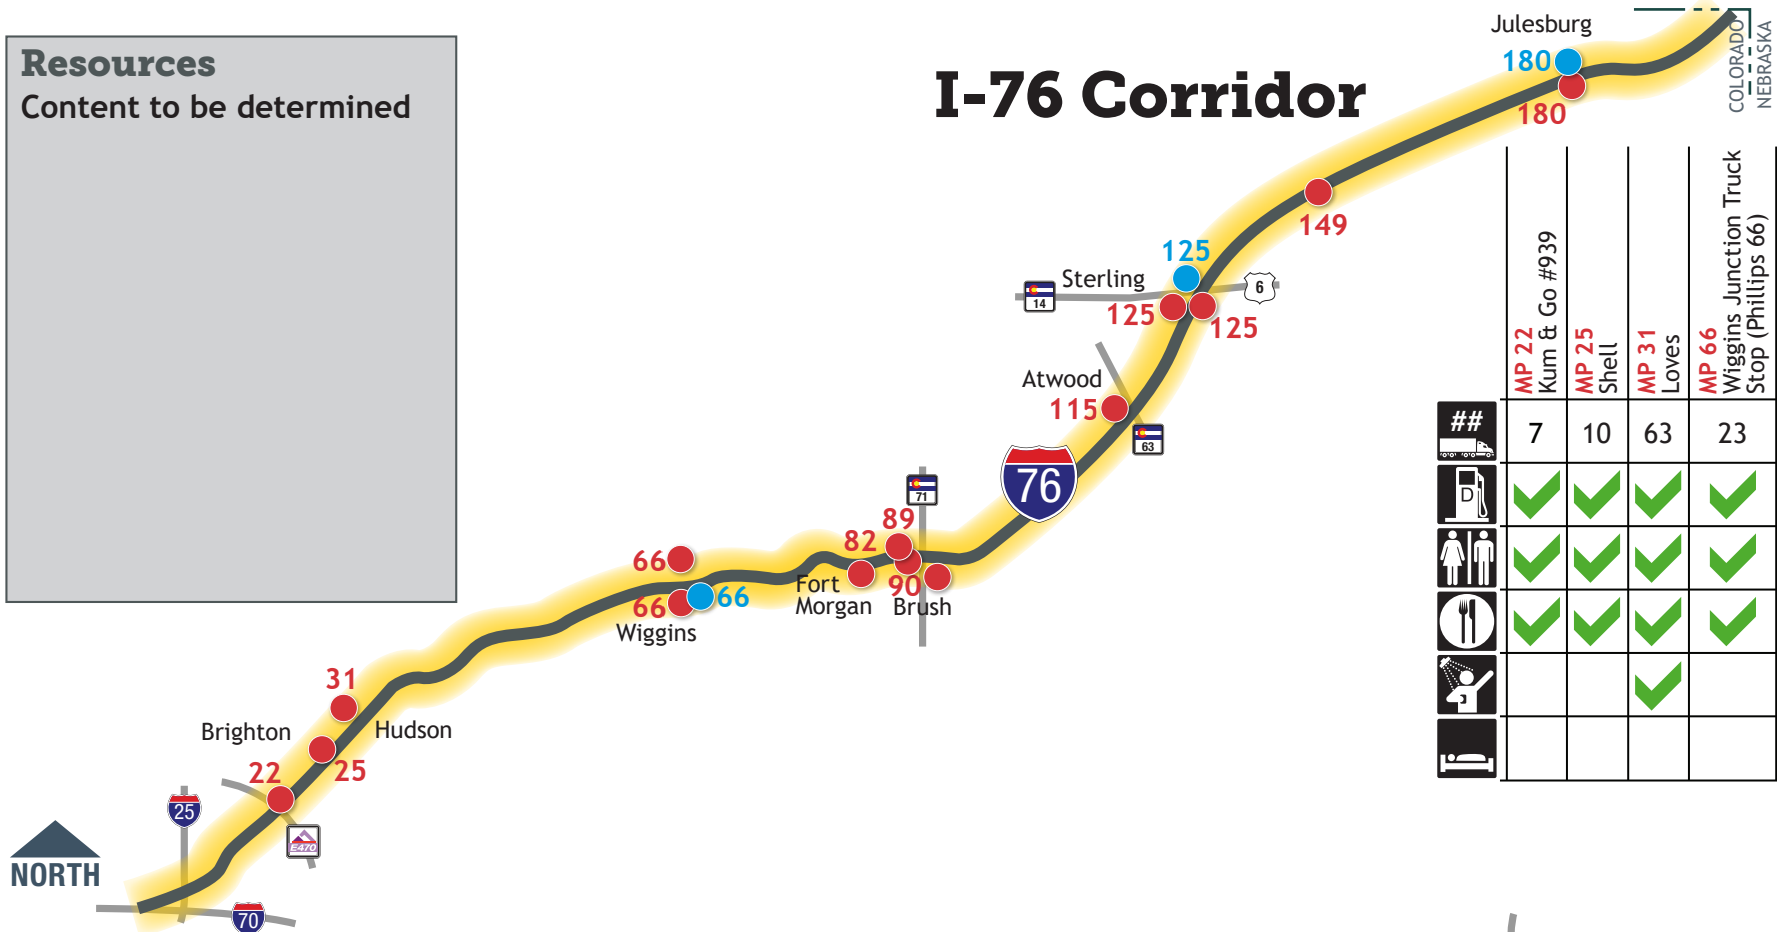 Resources
Content to be determined
I-76 Corridor
Julesburg
180
180
COLORADO
NEBRASKA
149
125
Sterling
14
6
125
125
Atwood
115
63
76
71
89
82
90
Fort
Morgan
Brush
66
66
66
Wiggins
31
Brighton
Hudson
25
22
25
E470
70
NORTH
MP 22
Kum & Go #939
MP 25
Shell
MP 31
Loves
MP 66
Wiggins Junction Truck
Stop (Phillips 66)
##
7 10 63 23
D